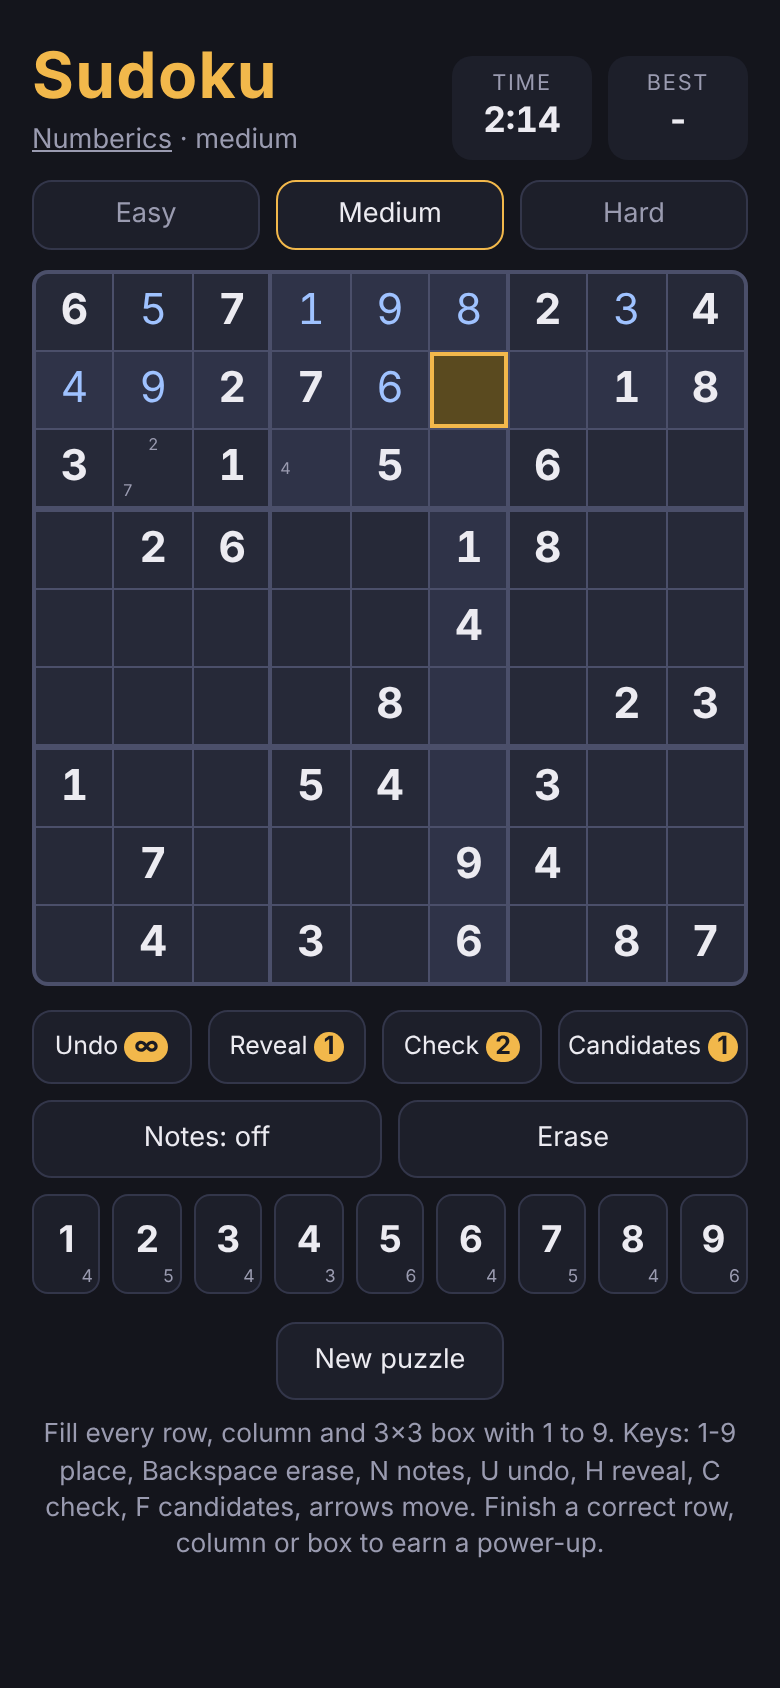 Sudoku
Numberics · medium
TIME
2:14
BEST
-
Easy Medium Hard
6 5 7 1 9 8 2 3 4
4 9 2 7 6 1 8
3 2 7 1 4 5 6
2 6 1 8
4
8 2 3
1 5 4 3
7 9 4
4 3 6 8 7
Undo ∞ Reveal 1 Check 2 Candidates 1
Notes: off Erase
1 2 3 4 5 6 7 8 9
4 5 4 3 6 4 5 4 6
New puzzle
Fill every row, column and 3×3 box with 1 to 9. Keys: 1-9
place, Backspace erase, N notes, U undo, H reveal, C
check, F candidates, arrows move. Finish a correct row,
column or box to earn a power-up.